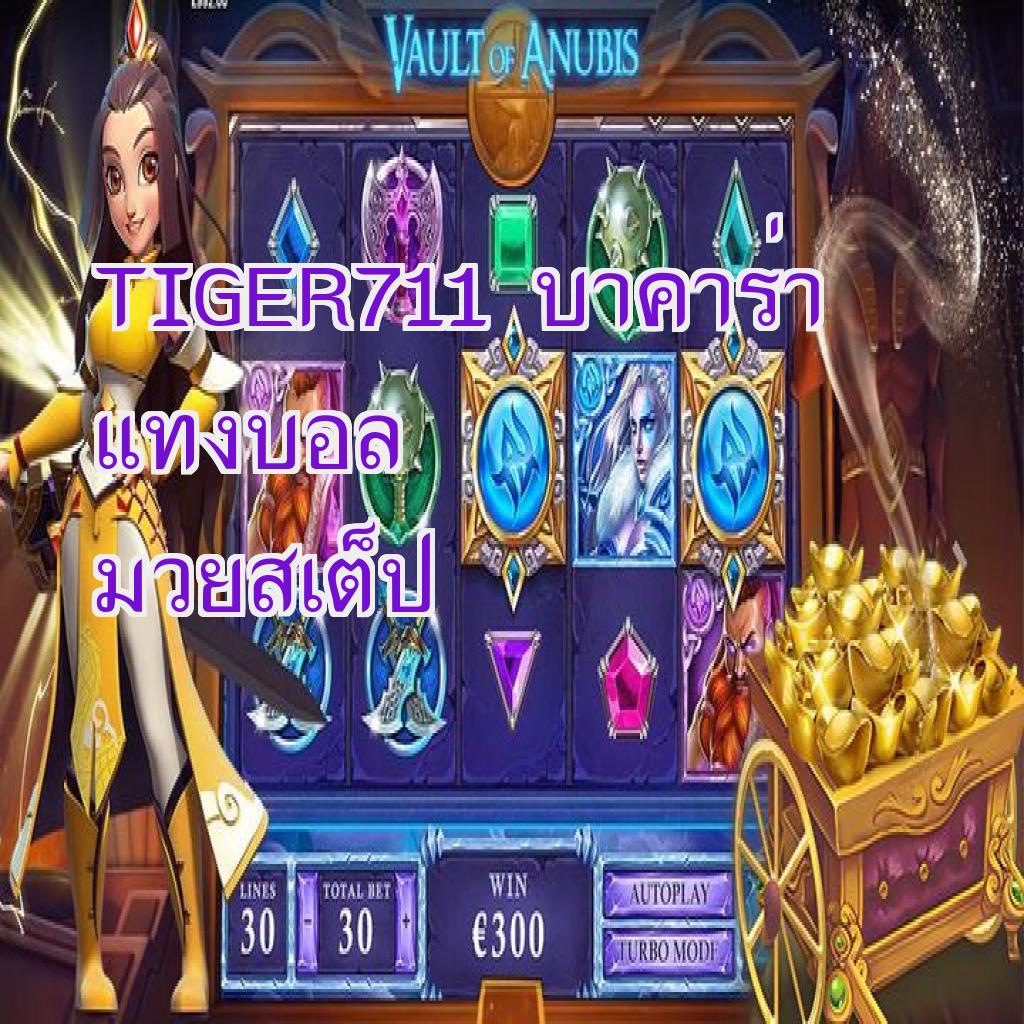 VAULT OF ANUBIS
TIGER711 บาคาร่า
แทงบอล
มวยสเต็ป
LINES
30
TOTAL BET
- 30 +
WIN
€300
AUTOPLAY
TURBO MODE